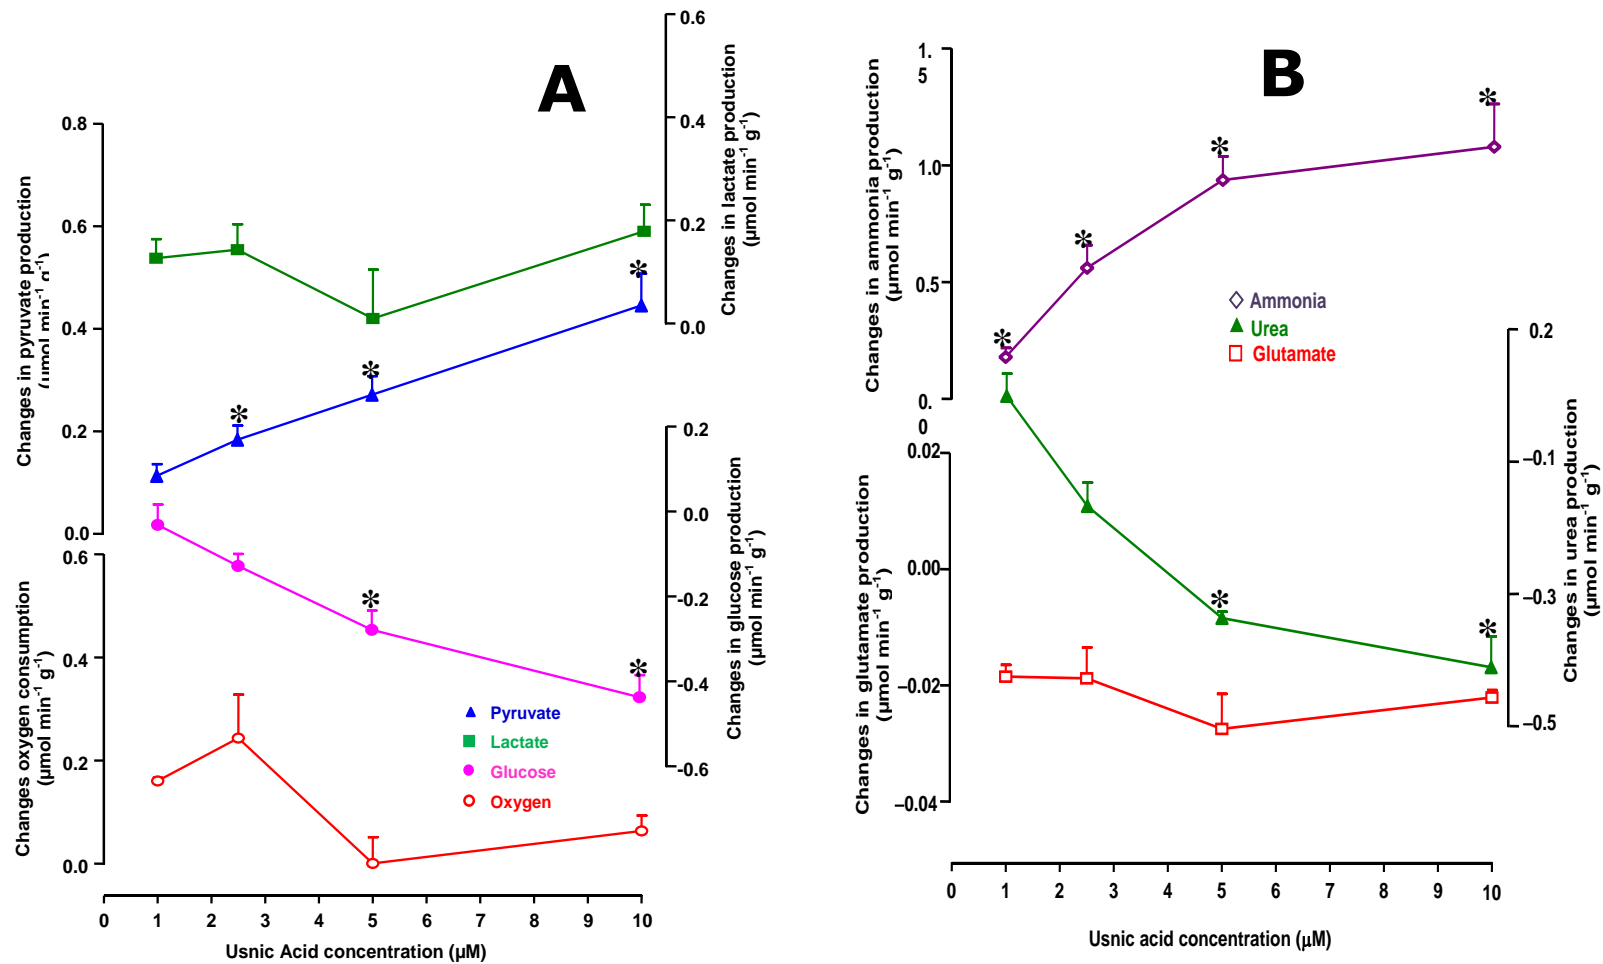 A
Changes in pyruvate production
(µmol min-1 g-1)
0.8
0.6
0.4
0.2
0.0
Changes in lactate production
(µmol min-1 g-1)
0.6
0.4
0.2
0.0
Changes oxygen consumption
(µmol min-1 g-1)
0.6
0.4
0.2
0.0
Changes in glucose production
(µmol min-1 g-1)
0.2
0.0
-0.2
-0.4
-0.6
*
*
*
*
*
Pyruvate
Lactate
Glucose
Oxygen
0 1 2 3 4 5 6 7 8 9 10
Usnic Acid concentration (µM)
B
Changes in ammonia production
(µmol min-1 g-1)
1.
5
1.0
0.5
0.
0
Changes in glutamate production
(µmol min-1 g-1)
0.02
0.00
–0.02
–0.04
Changes in urea production
(µmol min-1 g-1)
0.2
–0.1
–0.3
–0.5
*
*
*
*
*
*
Ammonia
Urea
Glutamate
0 1 2 3 4 5 6 7 8 9 10
Usnic acid concentration (µM)